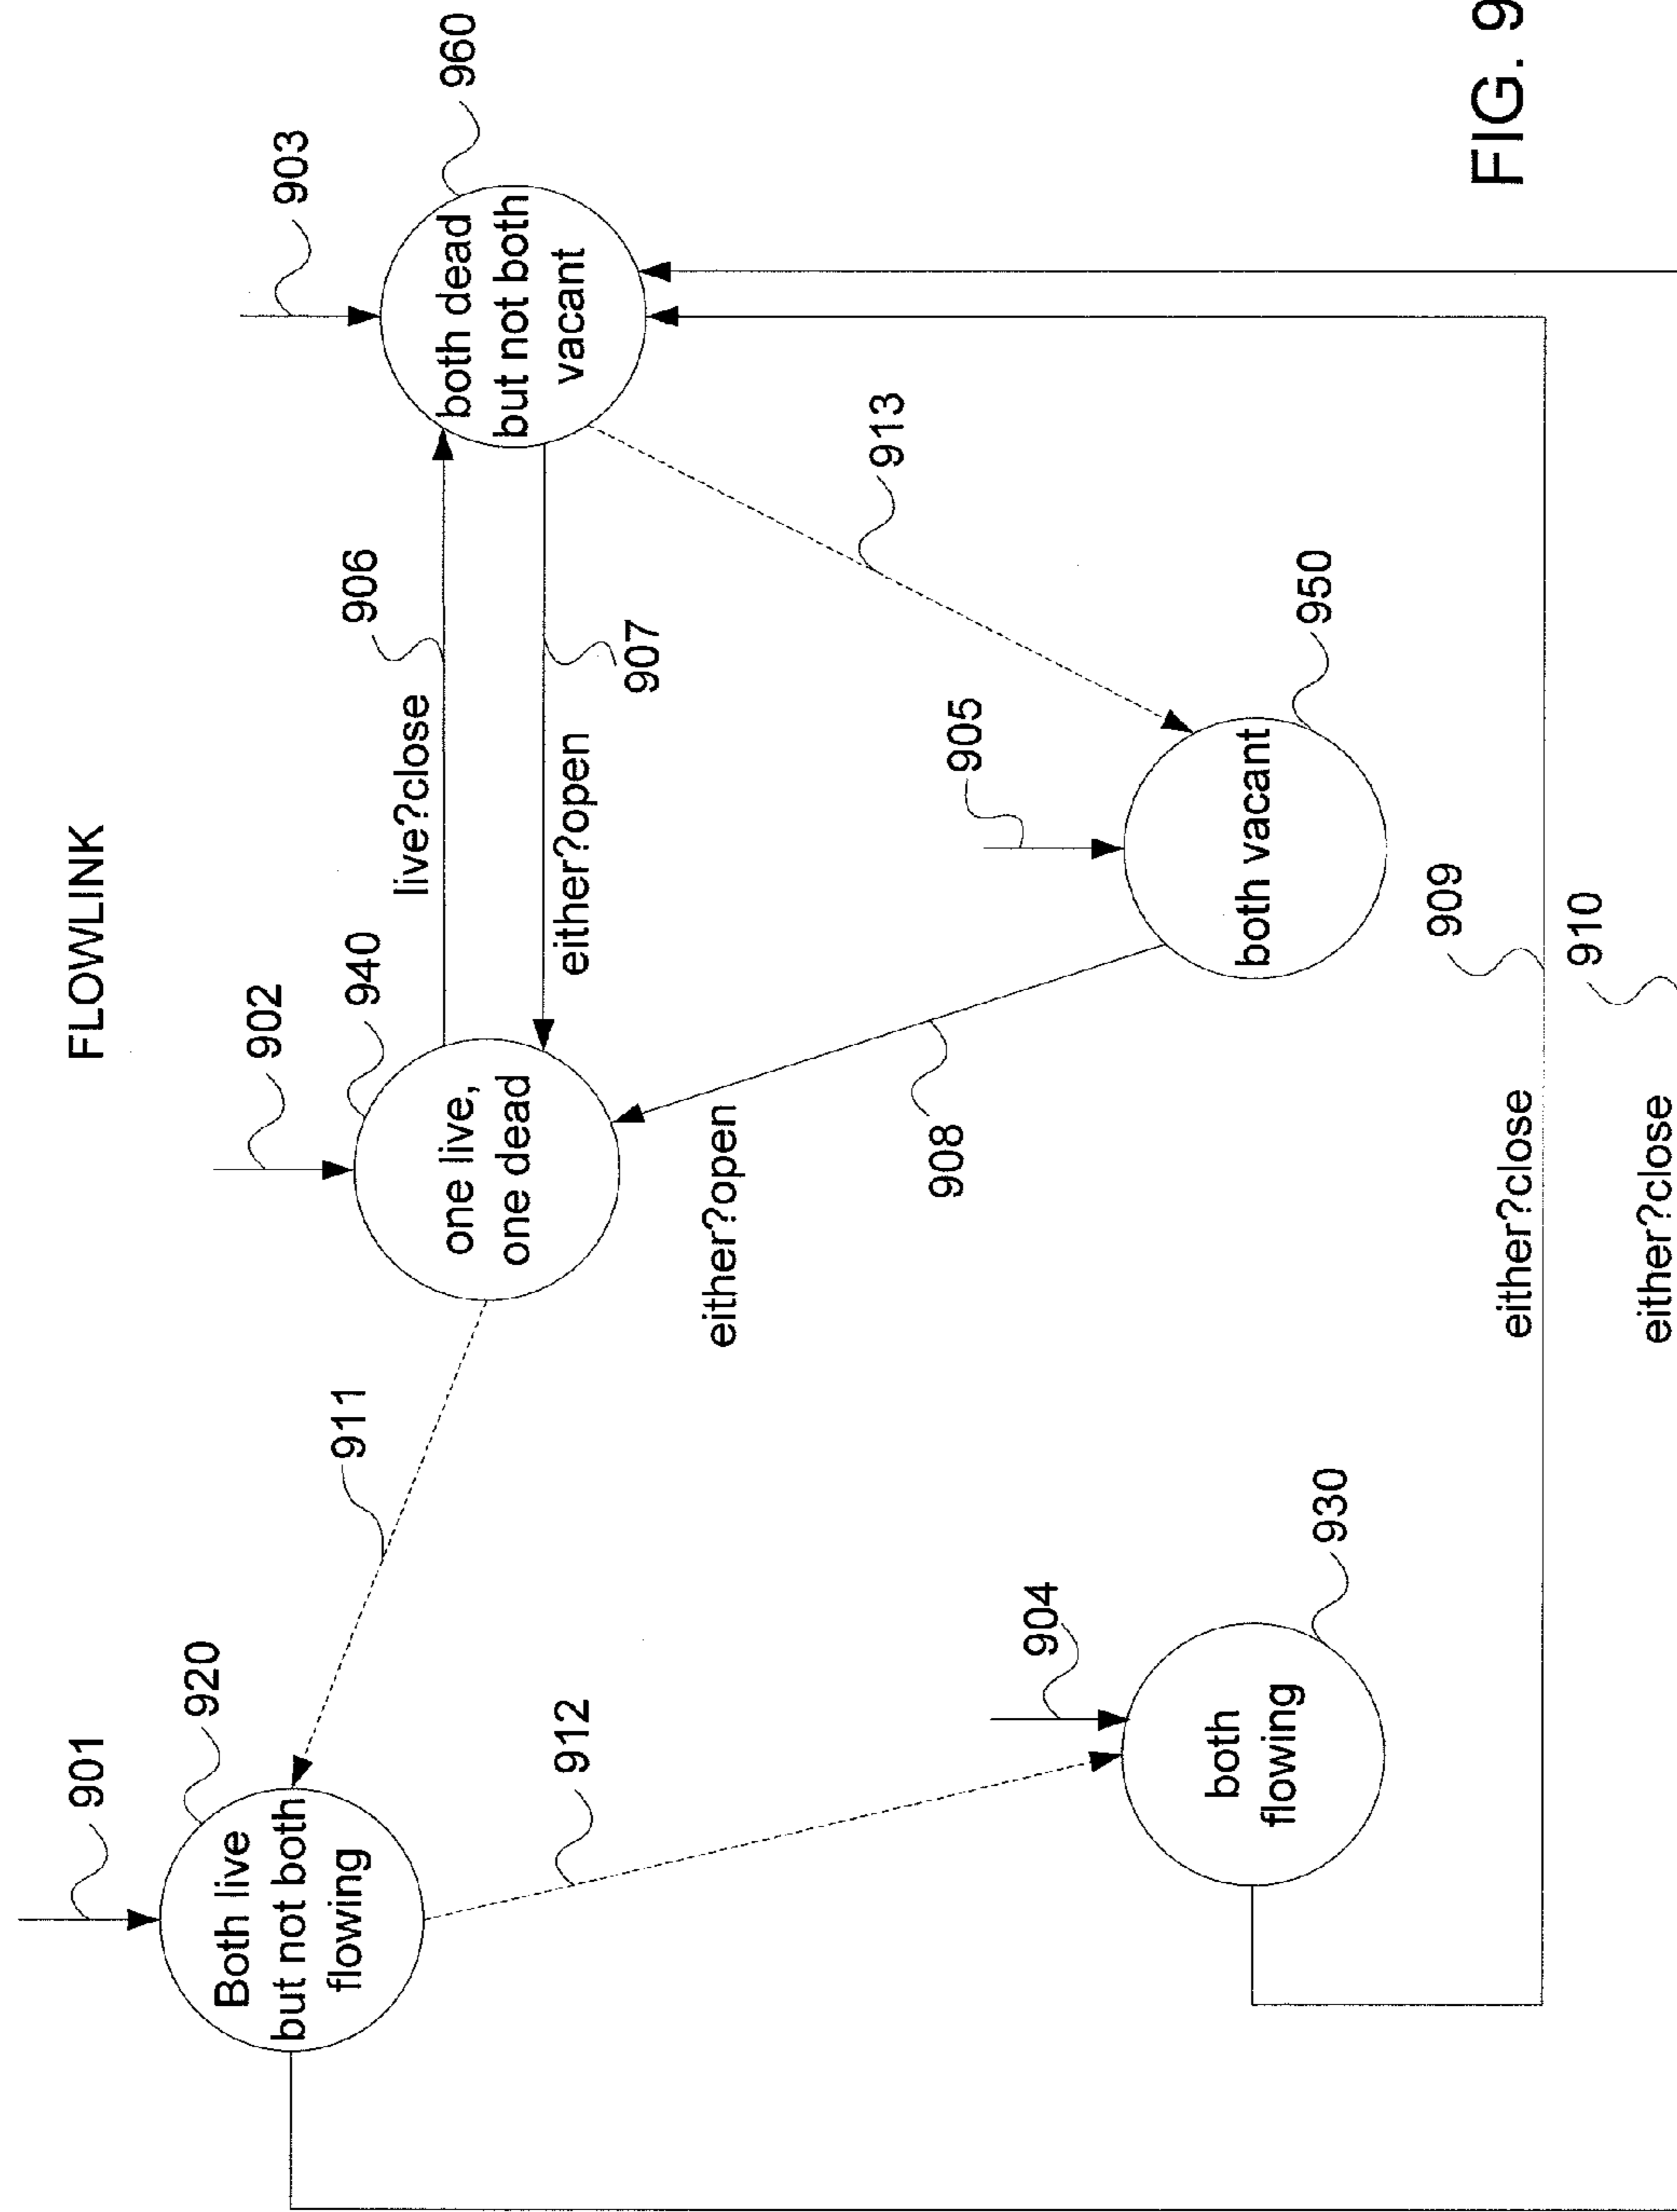 FLOWLINK
901
920
Both live
but not both
flowing
902
940
one live,
one dead
903
960
both dead
but not both
vacant
live?close
906
907
either?open
911
912
913
either?open
908
904
930
both
flowing
905
950
both vacant
either?close
909
either?close
910
FIG. 9